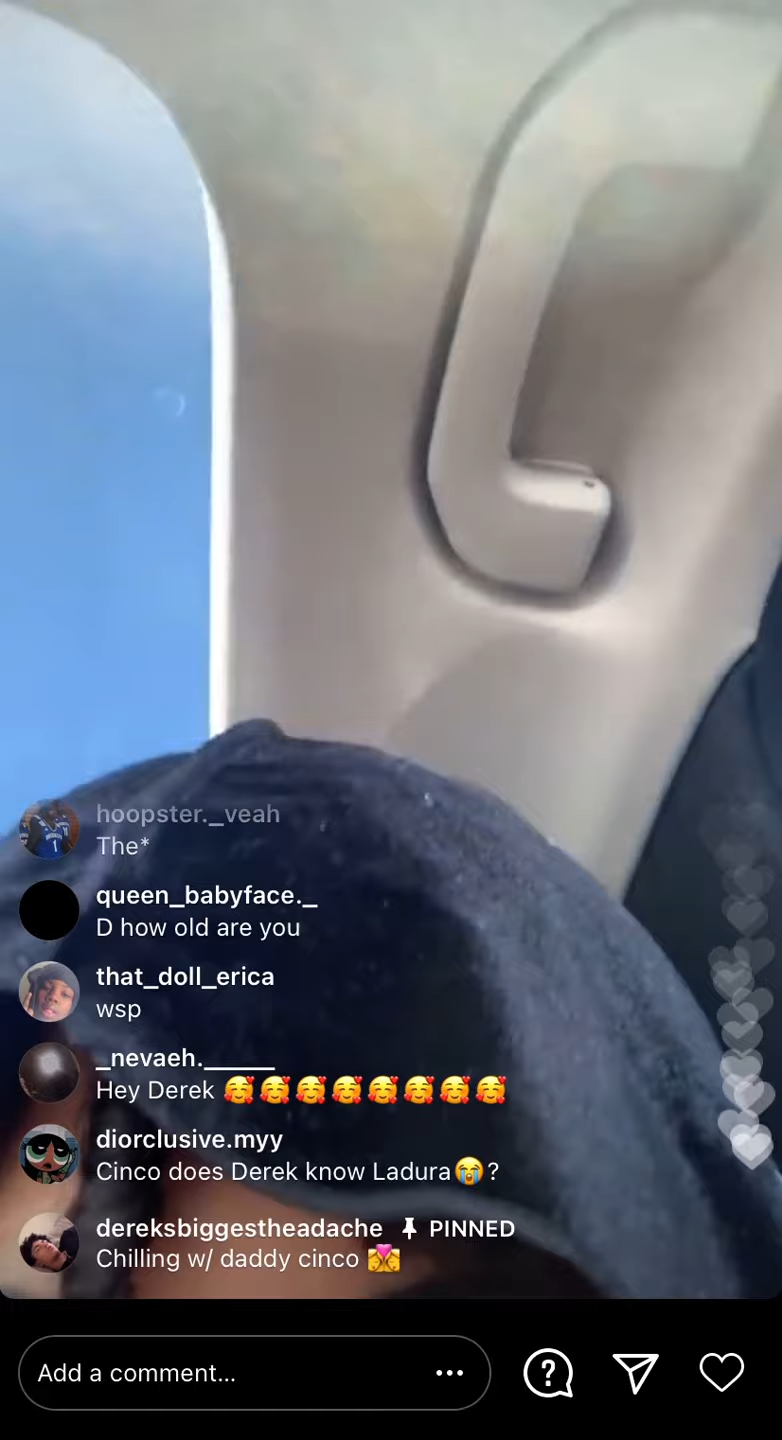 hoopster._veah
The*
queen_babyface._
D how old are you
that_doll_erica
wsp
_nevaeh.______
Hey Derek 🥰🥰🥰🥰🥰🥰🥰🥰
diorclusive.myy
Cinco does Derek know Ladura😭?
dereksbiggestheadache 📌 PINNED
Chilling w/ daddy cinco 👩‍❤️‍💋‍👨
Add a comment...